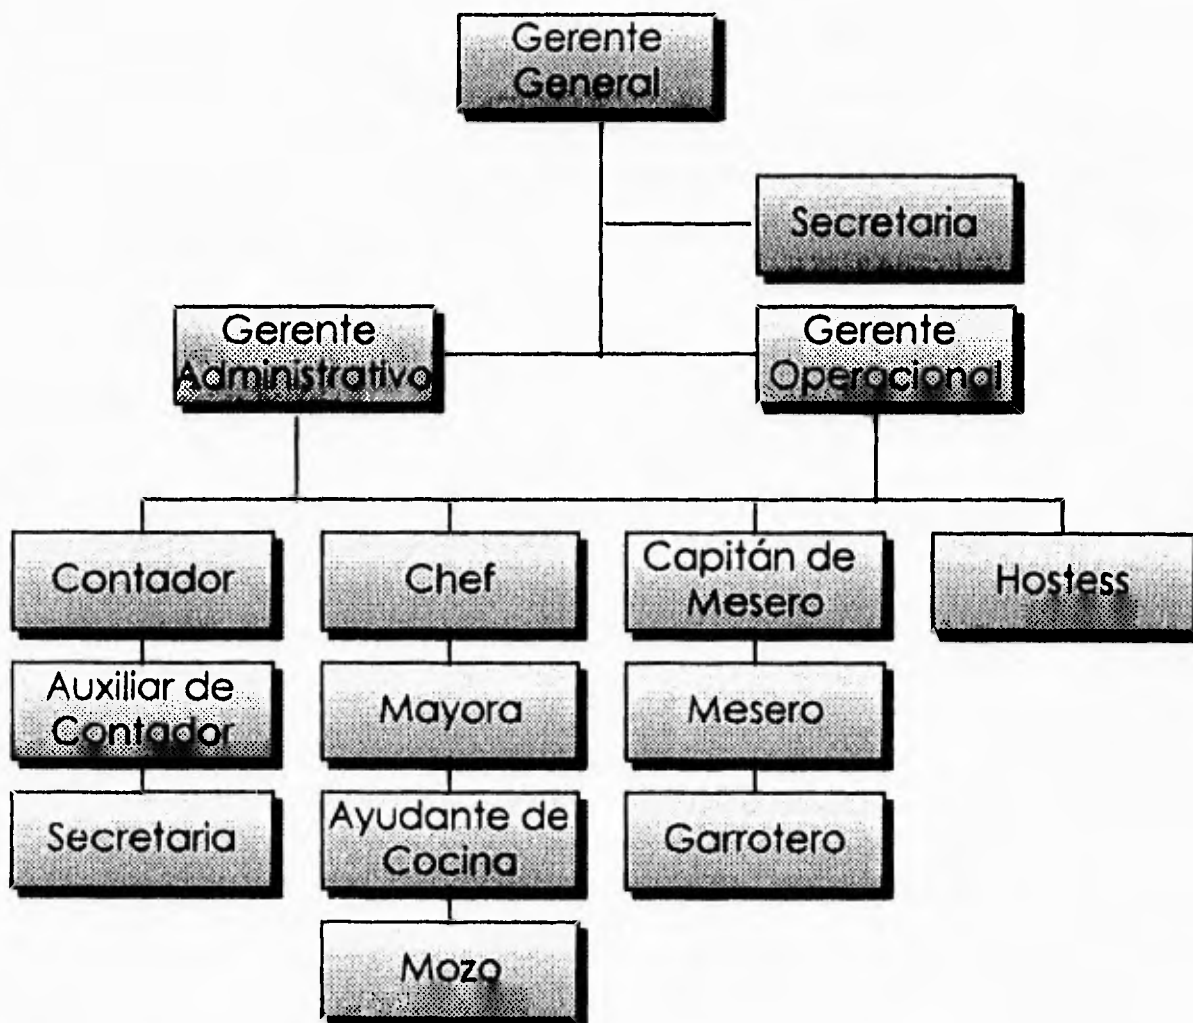 Gerente
General
Secretaria
Gerente
Administrativo
Gerente
Operacional
Contador
Chef
Capitán de
Mesero
Hostess
Auxiliar de
Contador
Mayora
Mesero
Secretaria
Ayudante de
Cocina
Garrotero
Mozo